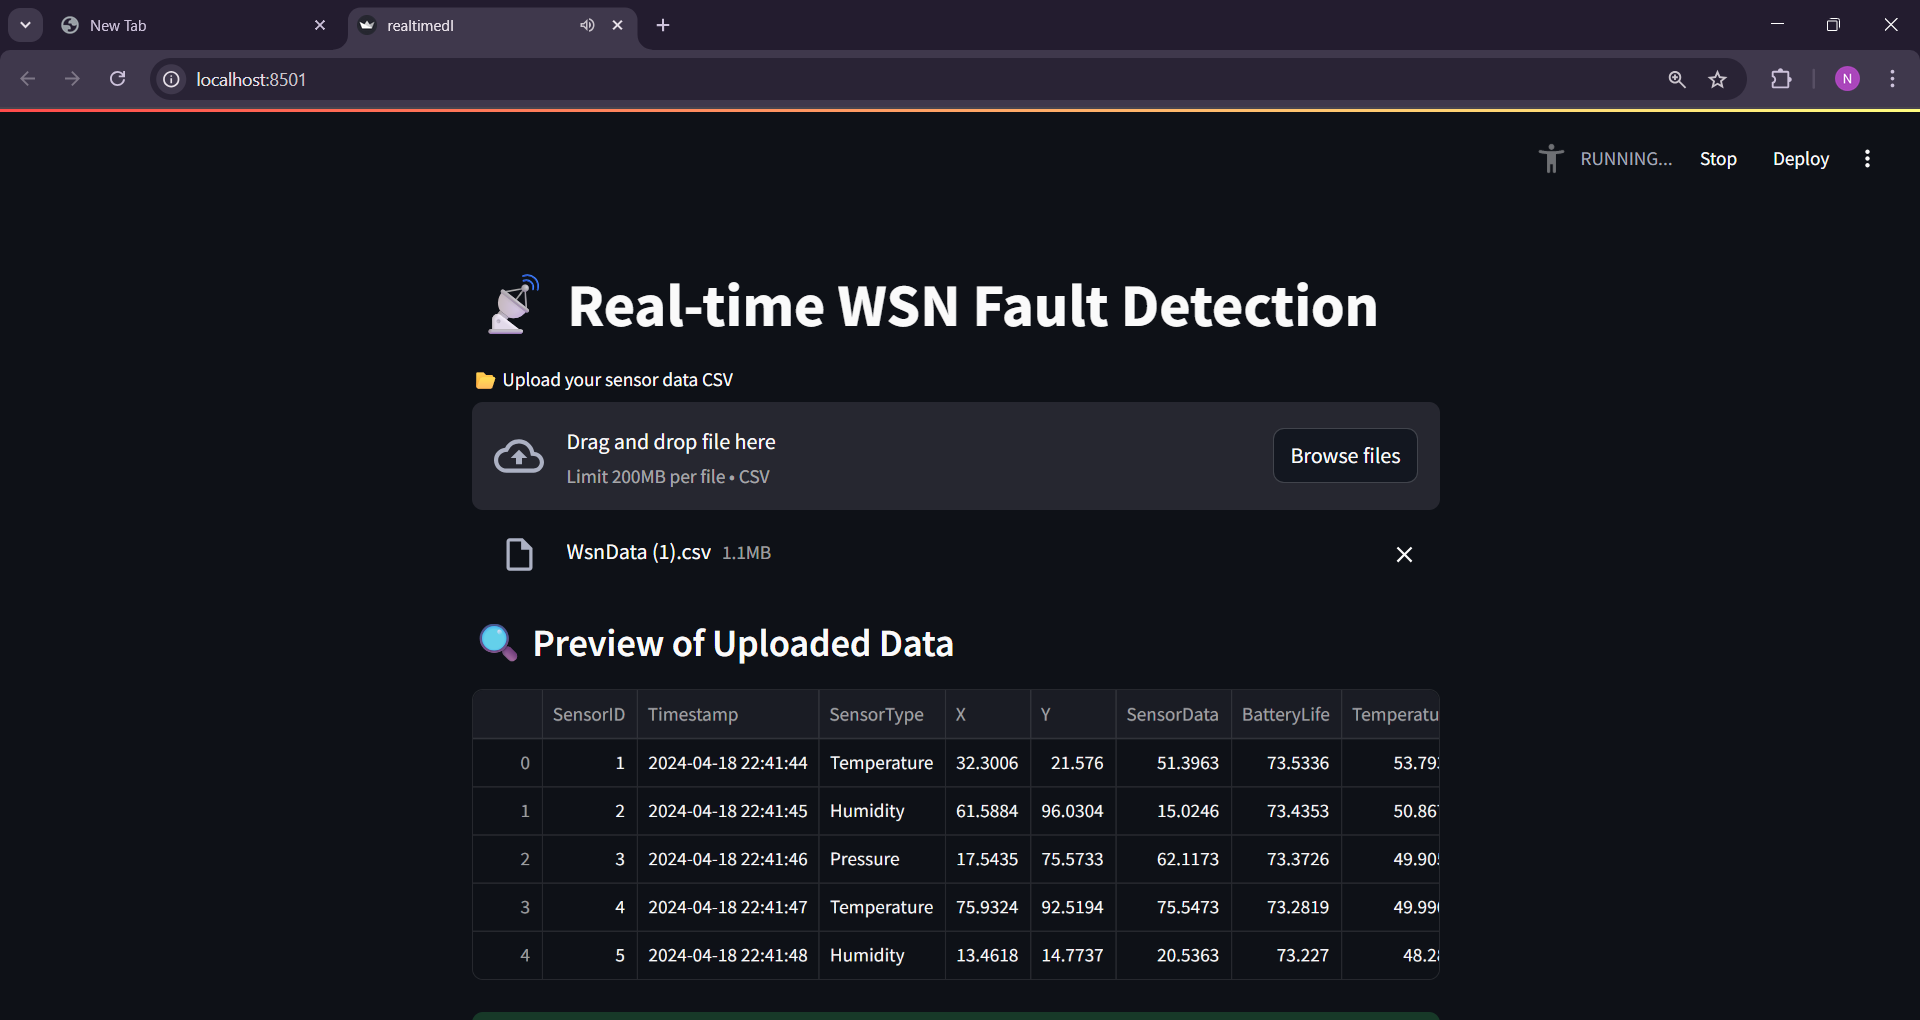 New Tab
realtimedl
localhost:8501
N
RUNNING...
Stop
Deploy
Real-time WSN Fault Detection
Upload your sensor data CSV
Drag and drop file here
Limit 200MB per file • CSV
Browse files
WsnData (1).csv 1.1MB
Preview of Uploaded Data
SensorID Timestamp SensorType X Y SensorData BatteryLife Temperatu
0 1 2024-04-18 22:41:44 Temperature 32.3006 21.576 51.3963 73.5336 53.79
1 2 2024-04-18 22:41:45 Humidity 61.5884 96.0304 15.0246 73.4353 50.86
2 3 2024-04-18 22:41:46 Pressure 17.5435 75.5733 62.1173 73.3726 49.90
3 4 2024-04-18 22:41:47 Temperature 75.9324 92.5194 75.5473 73.2819 49.99
4 5 2024-04-18 22:41:48 Humidity 13.4618 14.7737 20.5363 73.227 48.2